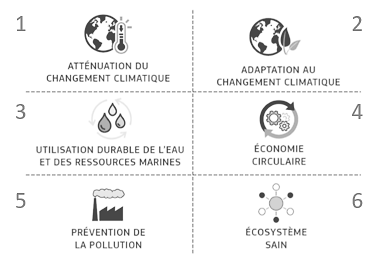 1
ATTÉNUATION DU
CHANGEMENT CLIMATIQUE
2
ADAPTATION AU
CHANGEMENT CLIMATIQUE
3
UTILISATION DURABLE DE L'EAU
ET DES RESSOURCES MARINES
4
ÉCONOMIE
CIRCULAIRE
5
PRÉVENTION DE
LA POLLUTION
6
ÉCOSYSTÈME
SAIN